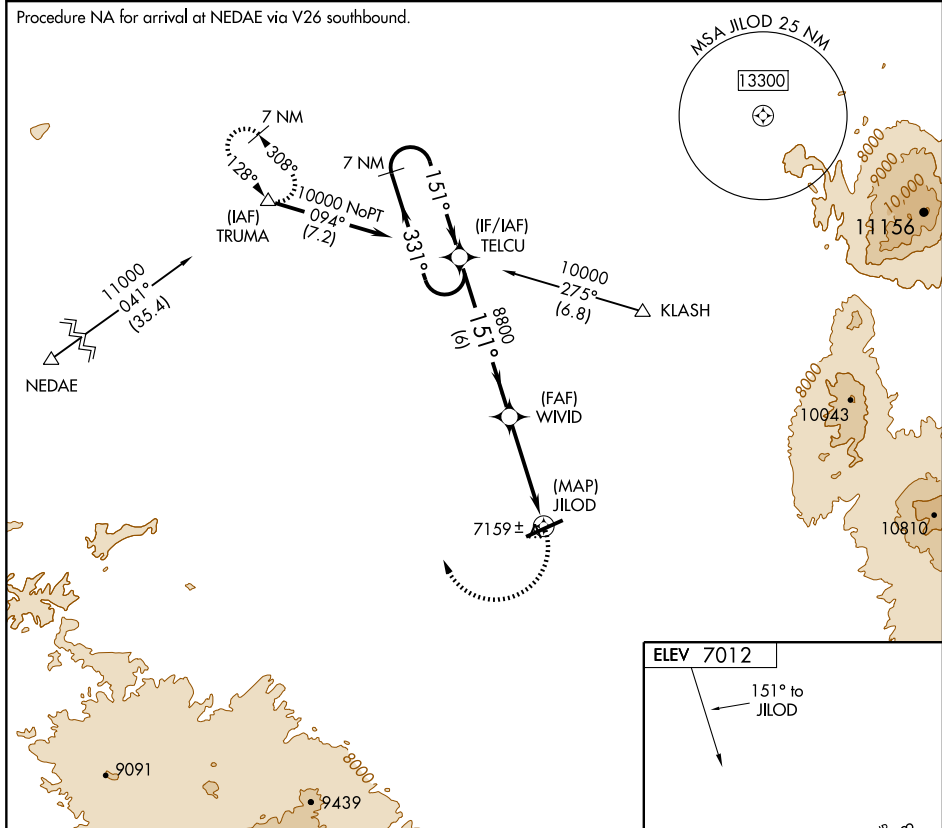 Procedure NA for arrival at NEDAE via V26 southbound.
MSA JILOD 25 NM
13300
7 NM
308°
128°
(IAF)
TRUMA
10000 NoPT
094°
(7.2)
7 NM
151°
331°
(IF/IAF)
TELCU
8000
9000
10,000
11156
11000
041°
(35.4)
NEDAE
10000
275°
(6.8)
KLASH
8800
151°
(6)
(FAF)
WIVID
8000
10043
(MAP)
JILOD
7159 ±
10810
ELEV 7012
151° to
JILOD
8000
9091
9439